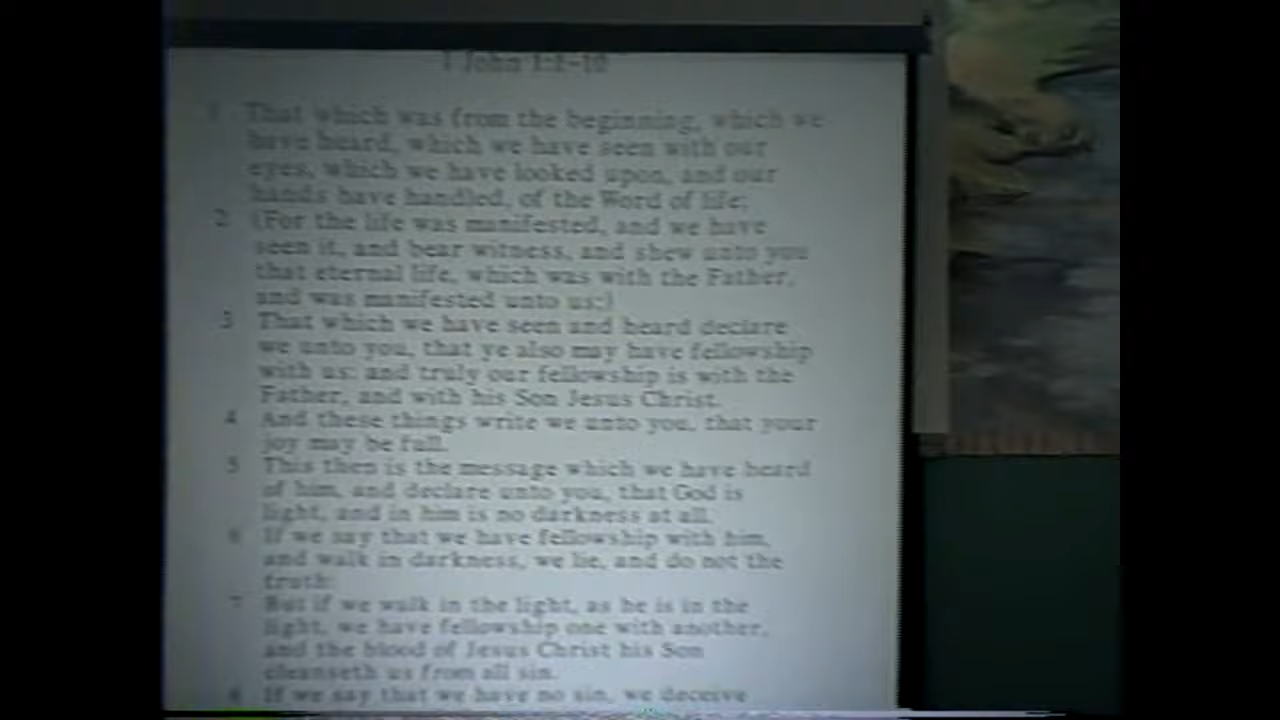 1 John 1:1-10
1 That which was from the beginning, which we
have heard, which we have seen with our
eyes, which we have looked upon, and our
hands have handled, of the Word of life;
2 (For the life was manifested, and we have
seen it, and bear witness, and shew unto you
that eternal life, which was with the Father,
and was manifested unto us;)
3 That which we have seen and heard declare
we unto you, that ye also may have fellowship
with us: and truly our fellowship is with the
Father, and with his Son Jesus Christ.
4 And these things write we unto you, that your
joy may be full.
5 This then is the message which we have heard
of him, and declare unto you, that God is
light, and in him is no darkness at all.
6 If we say that we have fellowship with him,
and walk in darkness, we lie, and do not the
truth:
7 But if we walk in the light, as he is in the
light, we have fellowship one with another,
and the blood of Jesus Christ his Son
cleanseth us from all sin.
8 If we say that we have no sin, we deceive